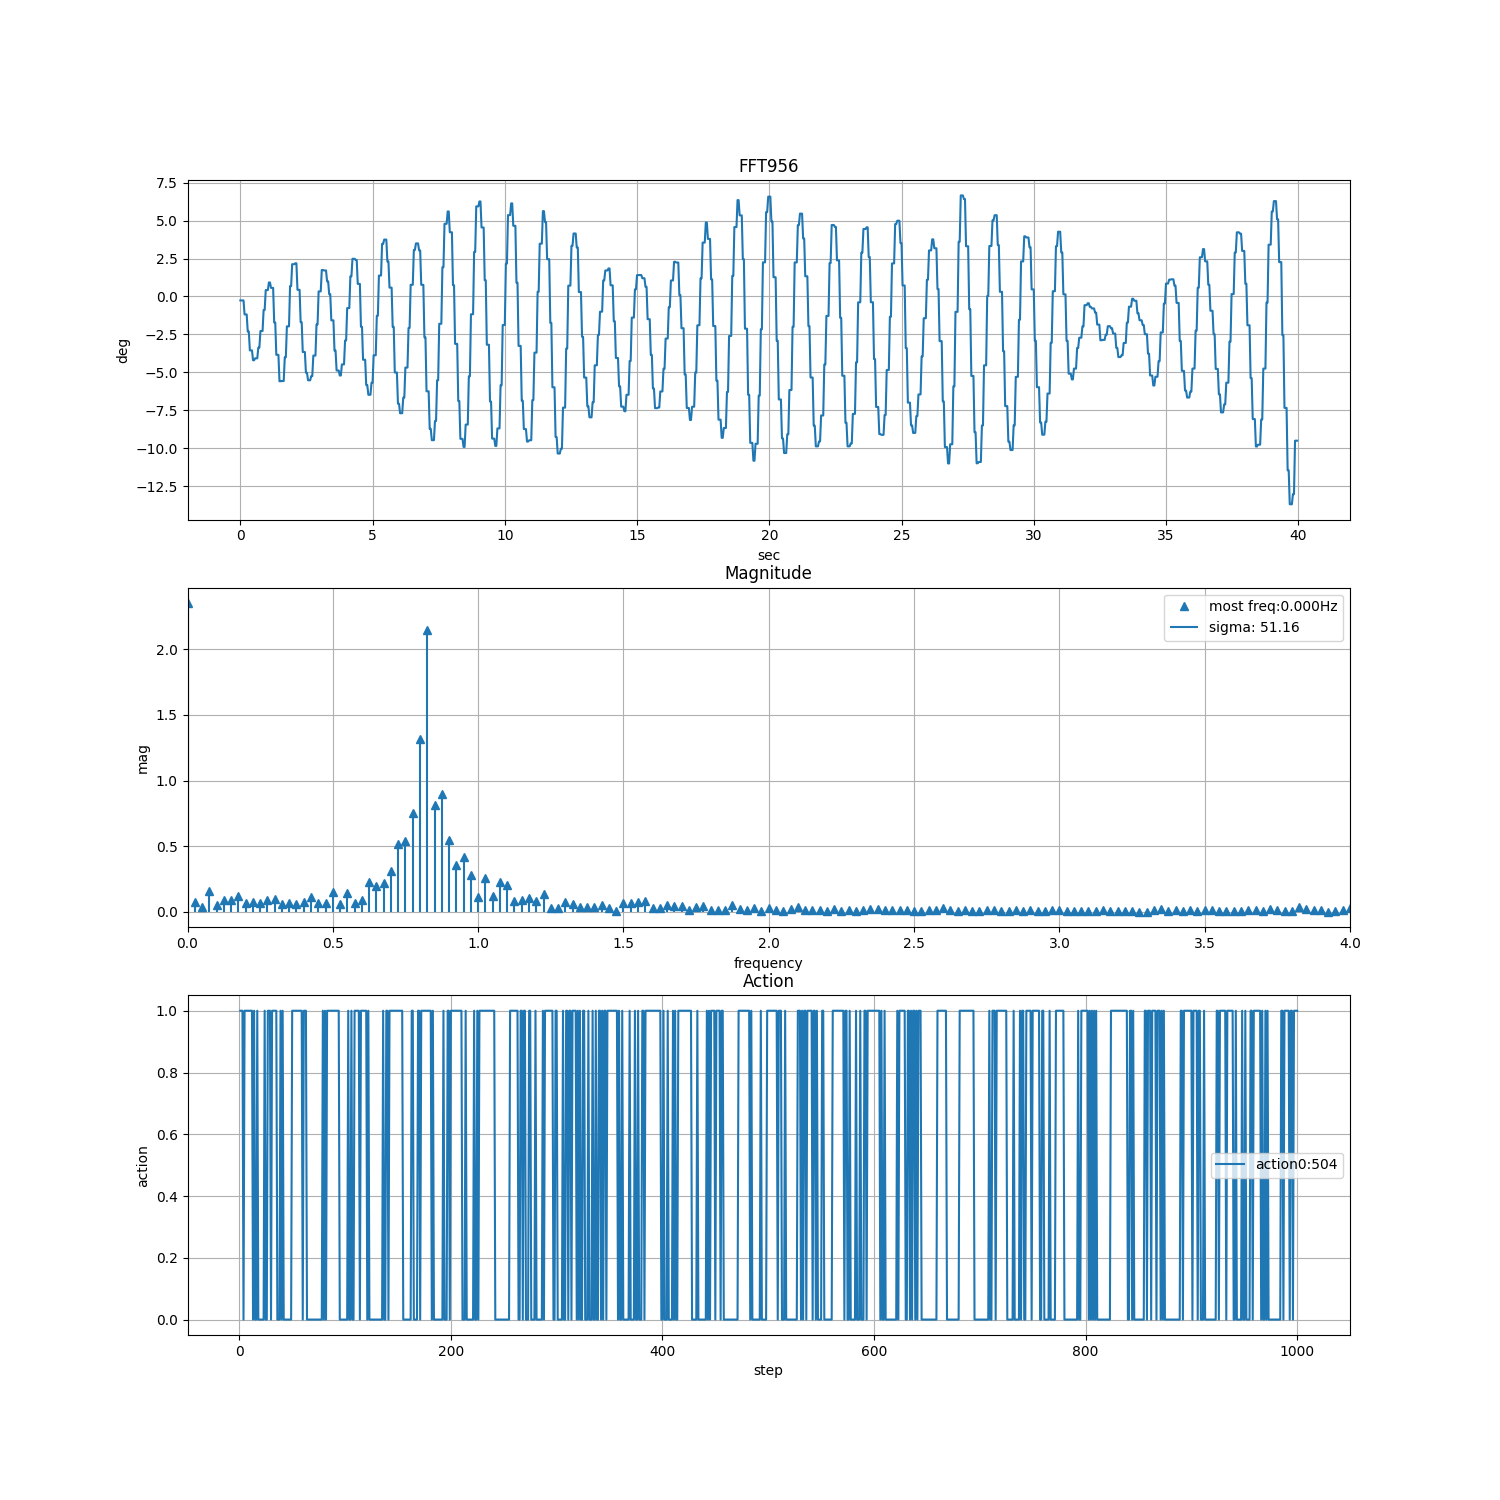 FFT956
7.5
5.0
2.5
0.0
−2.5
−5.0
−7.5
−10.0
−12.5
deg
0 5 10 15 20 25 30 35 40
sec
Magnitude
most freq:0.000Hz
sigma: 51.16
2.0
1.5
1.0
0.5
0.0
mag
0.0 0.5 1.0 1.5 2.0 2.5 3.0 3.5 4.0
frequency
Action
1.0
0.8
0.6
0.4
0.2
0.0
action
action0:504
0 200 400 600 800 1000
step